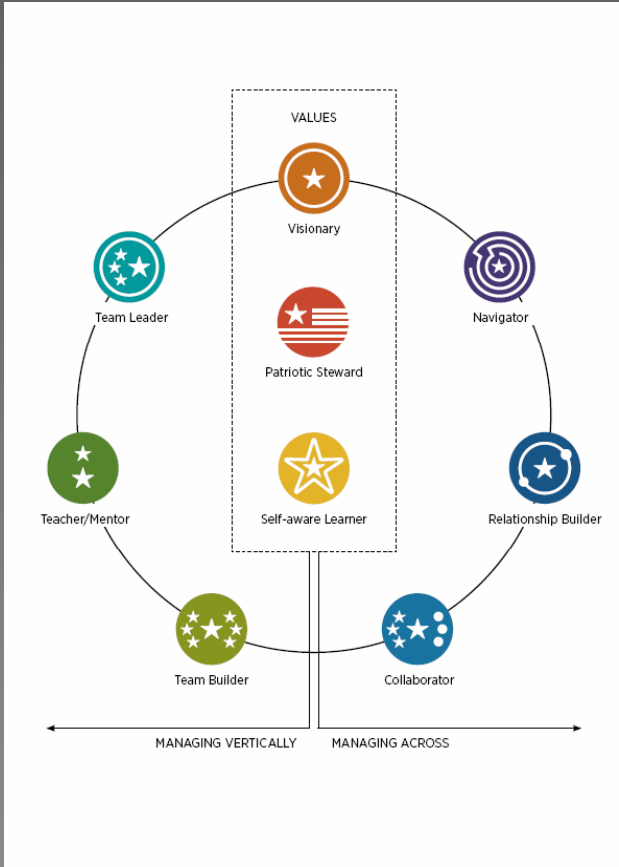 VALUES
Visionary
Team Leader
Navigator
Patriotic Steward
Teacher/Mentor
Self-aware Learner
Relationship Builder
Team Builder
Collaborator
MANAGING VERTICALLY
MANAGING ACROSS